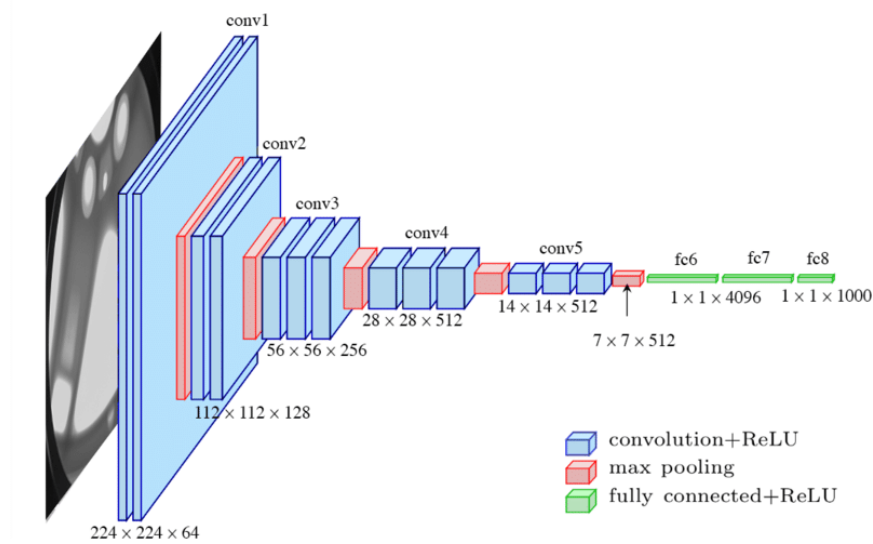 conv1
conv2
conv3
conv4
conv5
fc6
fc7
fc8
1 × 1 × 4096
1 × 1 × 1000
14 × 14 × 512
28 × 28 × 512
7 × 7 × 512
56 × 56 × 256
112 × 112 × 128
224 × 224 × 64
convolution+ReLU
max pooling
fully connected+ReLU